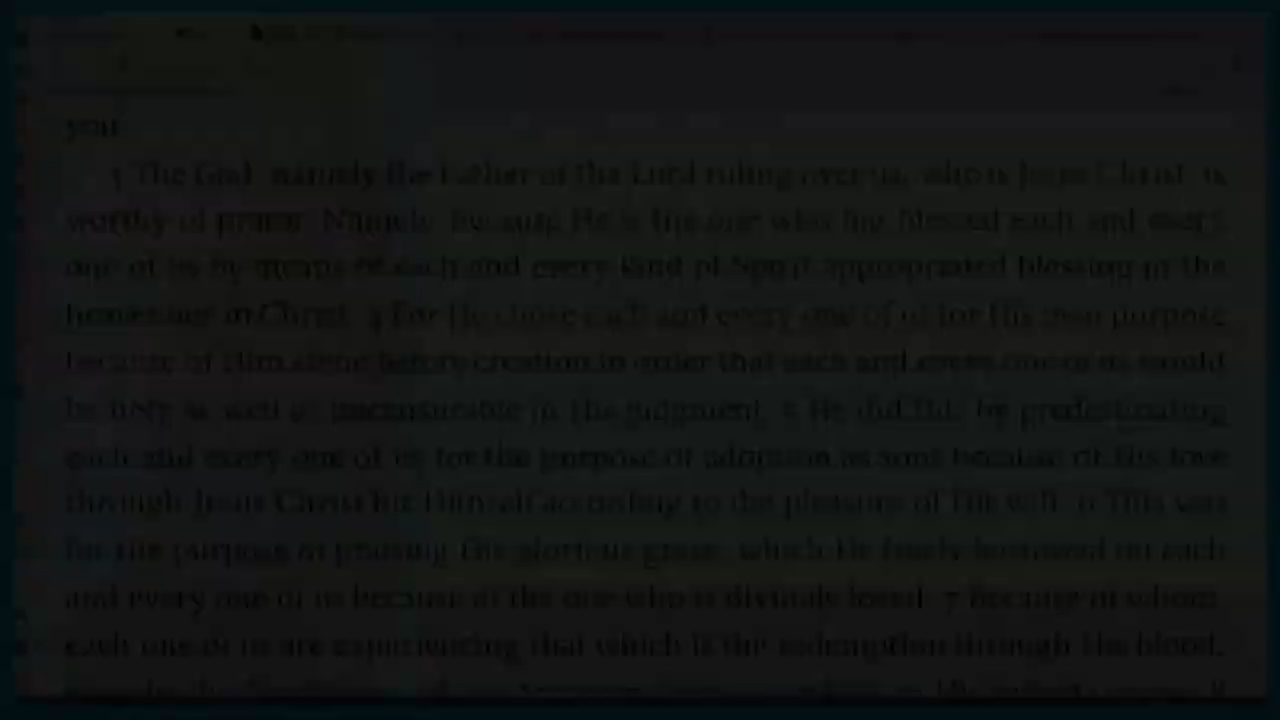 you.
3 The God, namely the Father of the Lord ruling over us, who is Jesus Christ, is
worthy of praise. Namely, because He is the one who has blessed each and every
one of us by means of each and every kind of Spirit appropriated blessing in the
heavenlies in Christ. 4 For He chose each and every one of us for His own purpose
because of Him alone before creation in order that each and every one of us would
be holy as well as uncensurable in the judgment. 5 He did this by predestinating
each and every one of us for the purpose of adoption as sons because of His love
through Jesus Christ for Himself according to the pleasure of His will. 6 This was
for the purpose of praising His glorious grace, which He freely bestowed on each
and every one of us because of the one who is divinely loved. 7 Because of whom,
each one of us are experiencing that which is the redemption through His blood,